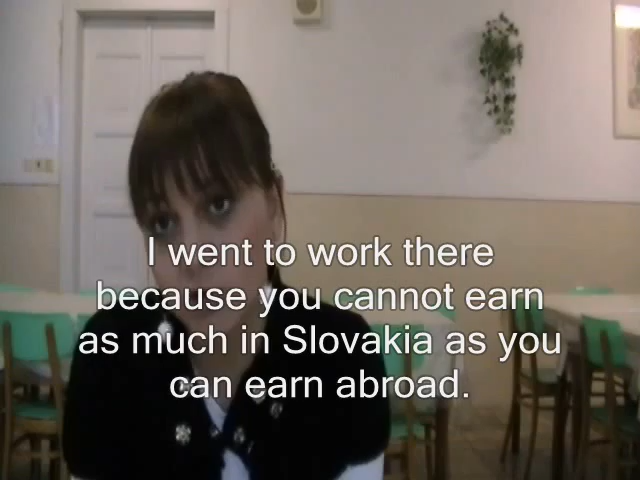 I went to work there
because you cannot earn
as much in Slovakia as you
can earn abroad.